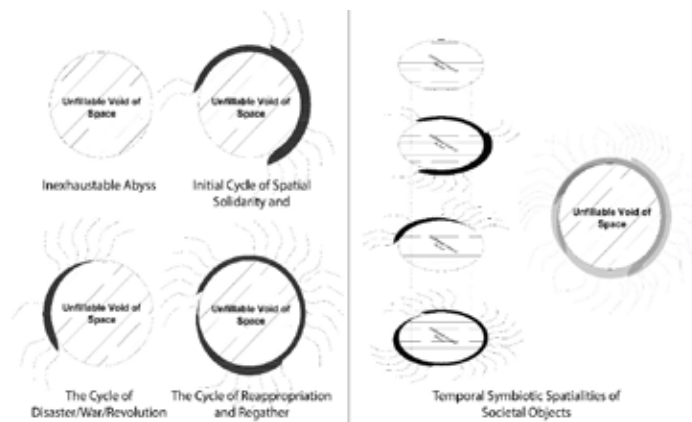 Unfillable Void of
Space
Inexhaustable Abyss
Unfillable Void of
Space
Initial Cycle of Spatial
Solidarity and
Unfillable Void of
Space
The Cycle of
Disaster/War/Revolution
Unfillable Void of
Space
The Cycle of Reappropriation
and Regather
Unfillable Void of
Space
Temporal Symbiotic Spatialities of
Societal Objects